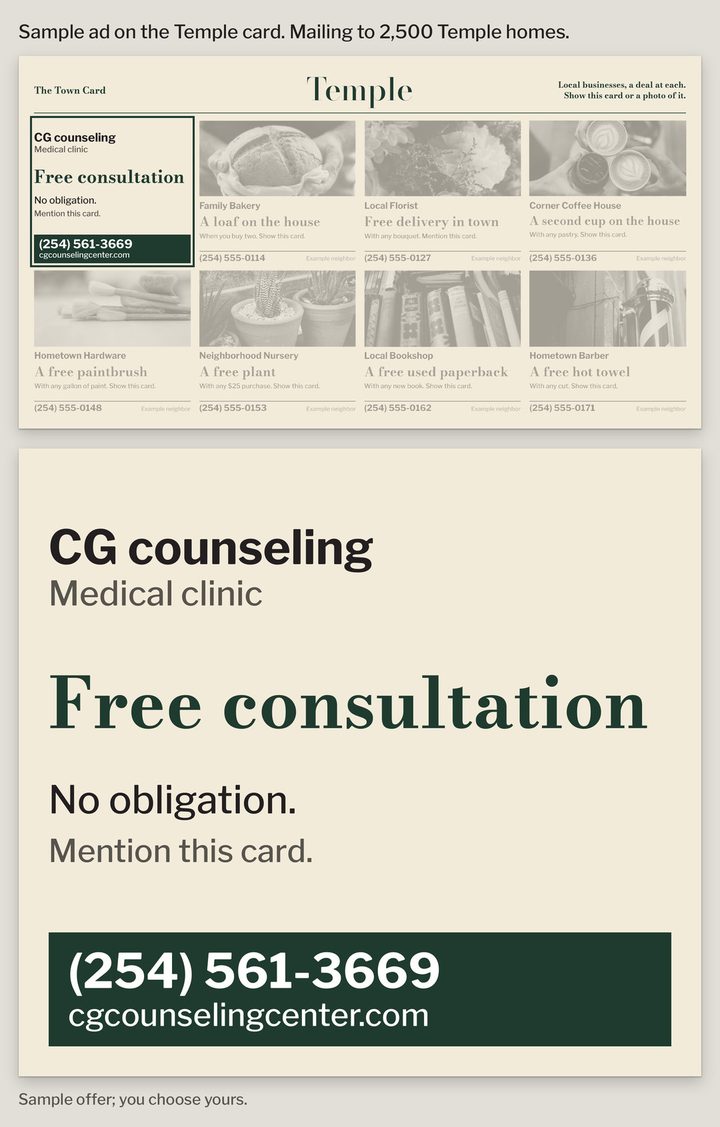 Sample ad on the Temple card. Mailing to 2,500 Temple homes.
The Town Card
Temple
Local businesses, a deal at each.
Show this card or a photo of it.
CG counseling
Medical clinic
Free consultation
No obligation.
Mention this card.
(254) 561-3669
cgcounselingcenter.com
Family Bakery
A loaf on the house
When you buy two. Show this card.
(254) 555-0114
Example neighbor
Local Florist
Free delivery in town
With any bouquet. Mention this card.
(254) 555-0127
Example neighbor
Corner Coffee House
A second cup on the house
With any pastry. Show this card.
(254) 555-0136
Example neighbor
Hometown Hardware
A free paintbrush
With any gallon of paint. Show this card.
(254) 555-0148
Example neighbor
Neighborhood Nursery
A free plant
With any $25 purchase. Show this card.
(254) 555-0153
Example neighbor
Local Bookshop
A free used paperback
With any new book. Show this card.
(254) 555-0162
Example neighbor
Hometown Barber
A free hot towel
With any cut. Show this card.
(254) 555-0171
Example neighbor
CG counseling
Medical clinic
Free consultation
No obligation.
Mention this card.
(254) 561-3669
cgcounselingcenter.com
Sample offer; you choose yours.